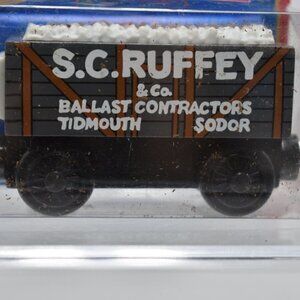 S.C.RUFFEY
& Co.
BALLAST CONTRACTORS
TIDMOUTH SODOR